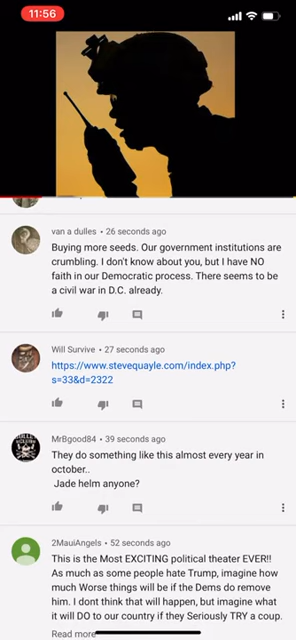 11:56
van a dulles • 26 seconds ago
Buying more seeds. Our government institutions are
crumbling. I don't know about you, but I have NO
faith in our Democratic process. There seems to be
a civil war in D.C. already.
Will Survive • 27 seconds ago
https://www.stevequayle.com/index.php?
s=33&d=2322
MrBgood84 • 39 seconds ago
They do something like this almost every year in
october..
Jade helm anyone?
2MauiAngels • 52 seconds ago
This is the Most EXCITING political theater EVER!!
As much as some people hate Trump, imagine how
much Worse things will be if the Dems do remove
him. I dont think that will happen, but imagine what
it will DO to our country if they Seriously TRY a coup.
Read more